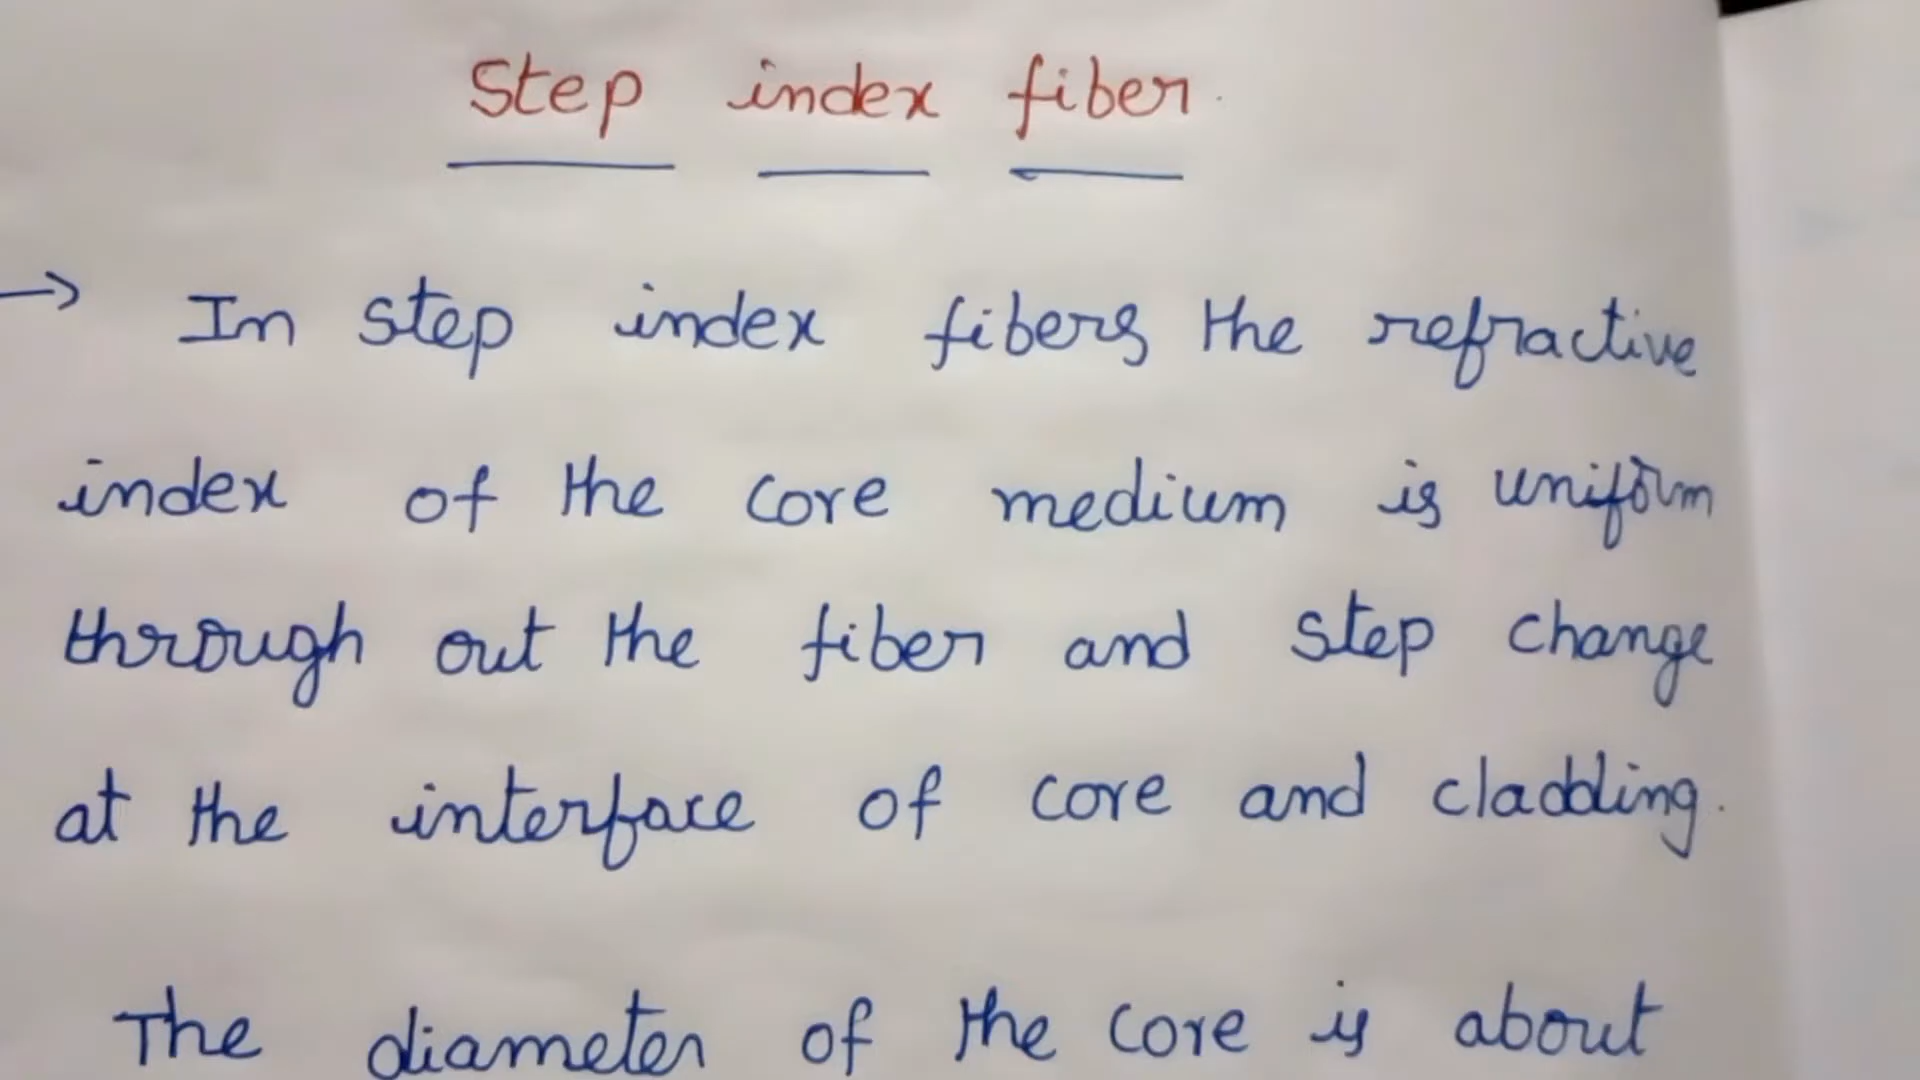 Step index fiber
→ In step index fibers the refractive
index of the core medium is uniform
through out the fiber and step change
at the interface of core and cladding.
The diameter of the core is about